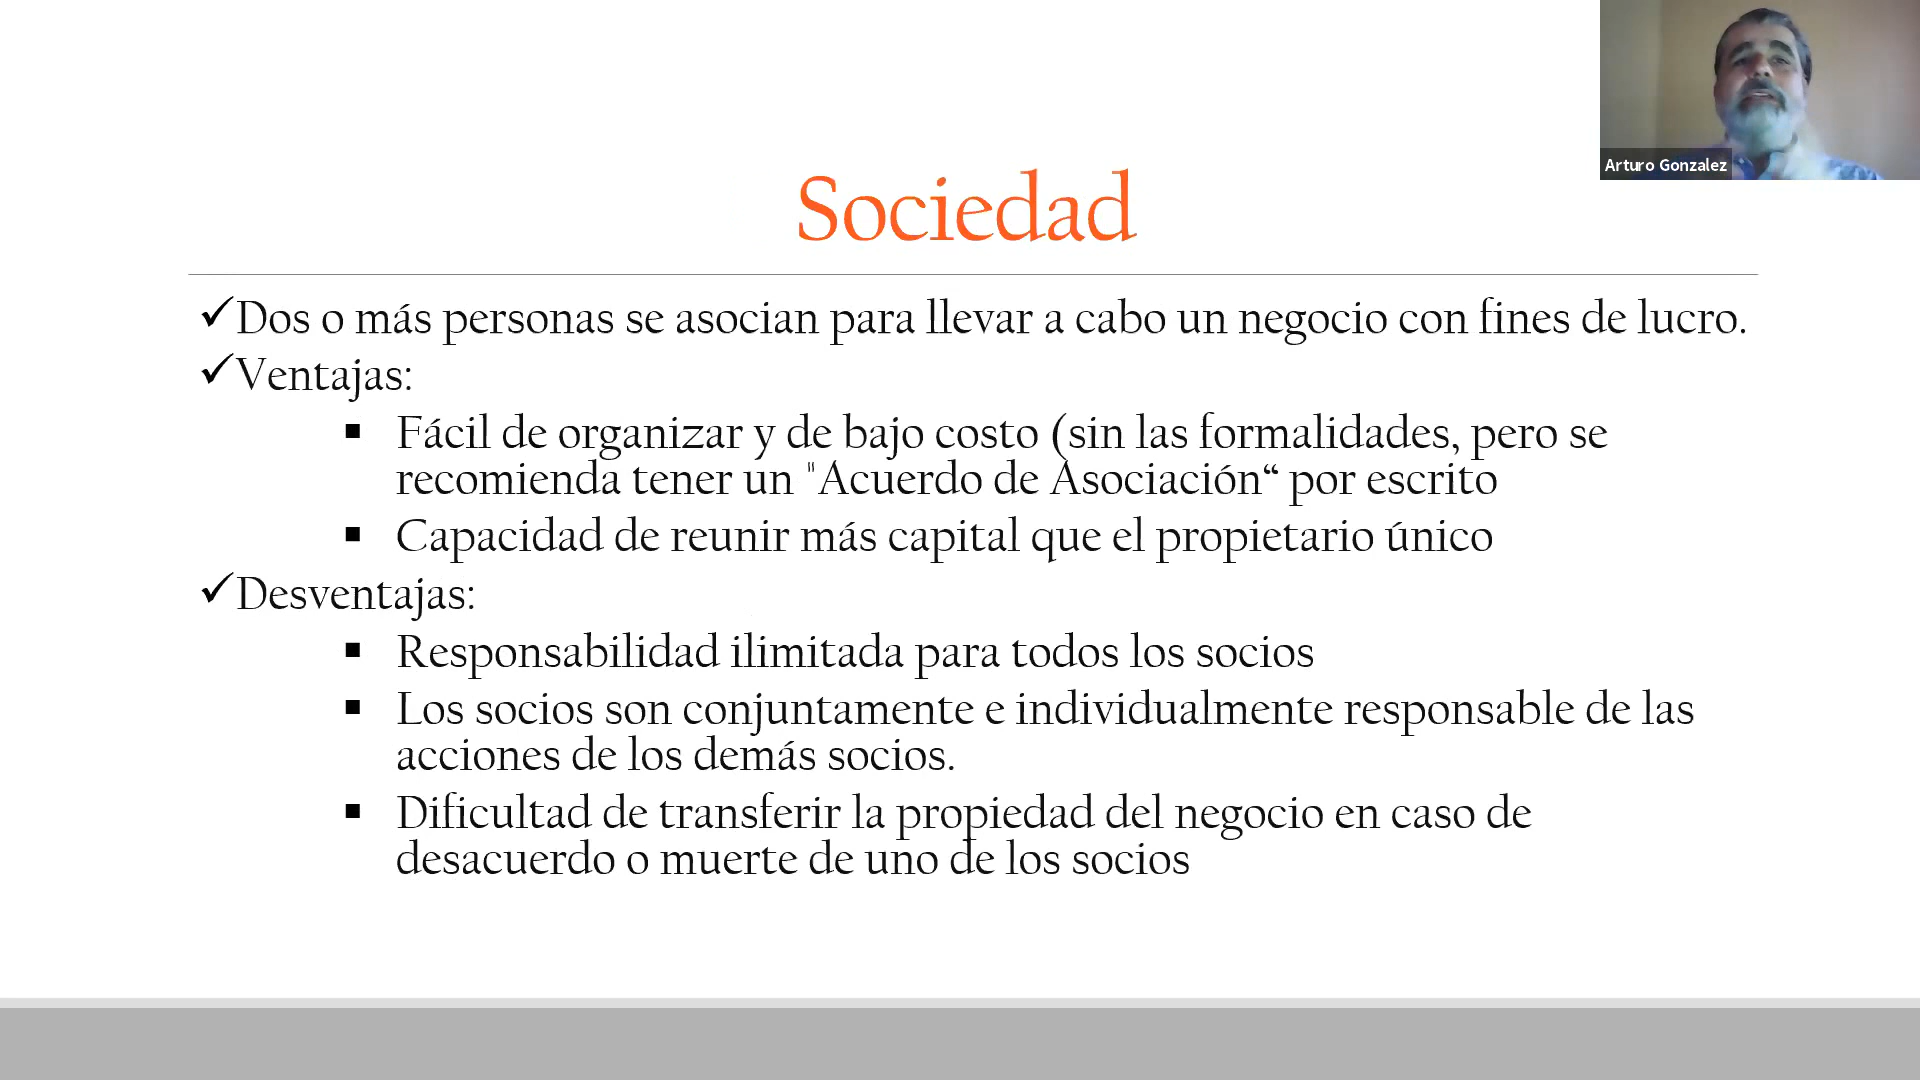 Arturo Gonzalez
Sociedad
✓Dos o más personas se asocian para llevar a cabo un negocio con fines de lucro.
✓Ventajas:
▪ Fácil de organizar y de bajo costo (sin las formalidades, pero se
recomienda tener un "Acuerdo de Asociación“ por escrito
▪ Capacidad de reunir más capital que el propietario único
✓Desventajas:
▪ Responsabilidad ilimitada para todos los socios
▪ Los socios son conjuntamente e individualmente responsable de las
acciones de los demás socios.
▪ Dificultad de transferir la propiedad del negocio en caso de
desacuerdo o muerte de uno de los socios